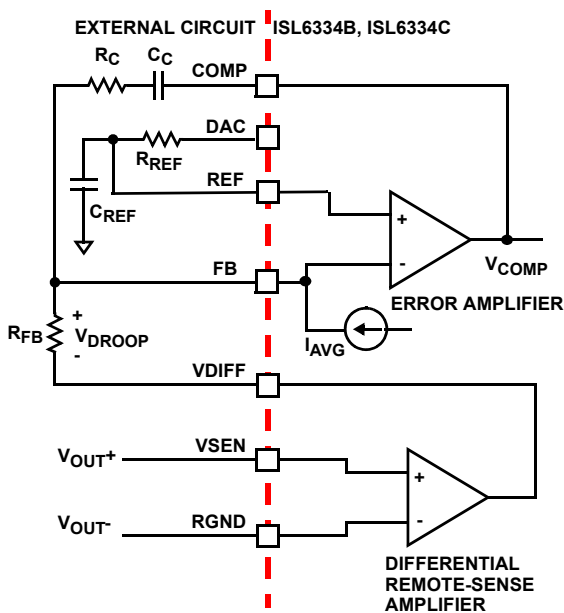 EXTERNAL CIRCUIT ISL6334B, ISL6334C
RC CC COMP
DAC
RREF
REF
CREF
+
-
VCOMP
FB
ERROR AMPLIFIER
RFB
+
VDROOP
-
IAVG
VDIFF
VOUT+ VSEN
+
VOUT- RGND
-
DIFFERENTIAL
REMOTE-SENSE
AMPLIFIER